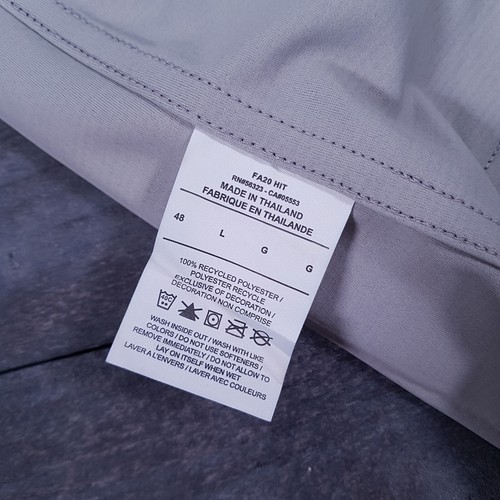 FA20 HIT
RN#56323 - CA#05553
MADE IN THAILAND
FABRIQUE EN THAILANDE
48 L G G
100% RECYCLED POLYESTER /
POLYESTER RECYCLE
EXCLUSIVE OF DECORATION /
DECORATION NON COMPRISE
40C
WASH INSIDE OUT / WASH WITH LIKE
COLORS / DO NOT USE SOFTENERS /
REMOVE IMMEDIATELY / DO NOT ALLOW TO
LAY ON ITSELF WHEN WET
LAVER A L'ENVERS / LAVER AVEC COULEURS